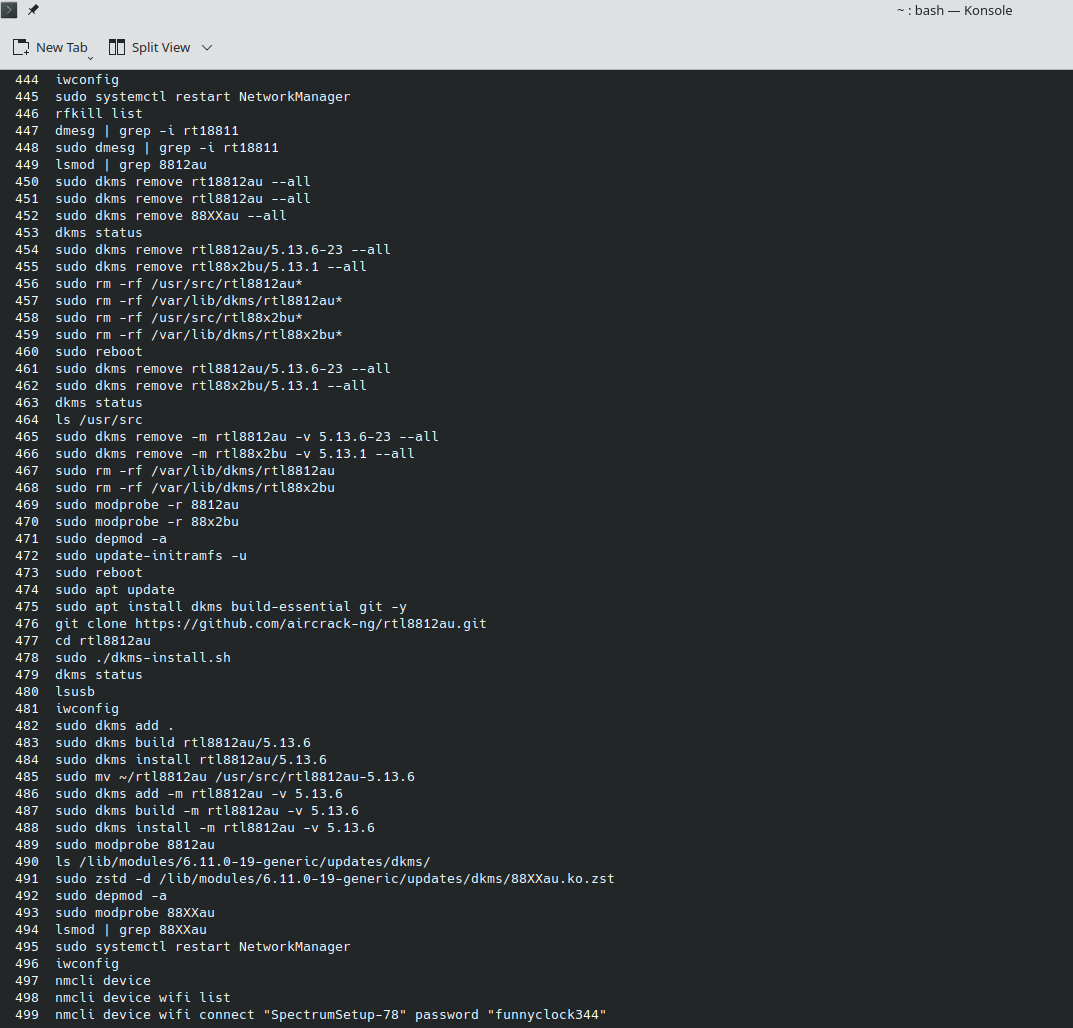 ~ : bash — Konsole
New Tab
Split View
444 iwconfig
445 sudo systemctl restart NetworkManager
446 rfkill list
447 dmesg | grep -i rt18811
448 sudo dmesg | grep -i rt18811
449 lsmod | grep 8812au
450 sudo dkms remove rt18812au --all
451 sudo dkms remove rtl8812au --all
452 sudo dkms remove 88XXau --all
453 dkms status
454 sudo dkms remove rtl8812au/5.13.6-23 --all
455 sudo dkms remove rtl88x2bu/5.13.1 --all
456 sudo rm -rf /usr/src/rtl8812au*
457 sudo rm -rf /var/lib/dkms/rtl8812au*
458 sudo rm -rf /usr/src/rtl88x2bu*
459 sudo rm -rf /var/lib/dkms/rtl88x2bu*
460 sudo reboot
461 sudo dkms remove rtl8812au/5.13.6-23 --all
462 sudo dkms remove rtl88x2bu/5.13.1 --all
463 dkms status
464 ls /usr/src
465 sudo dkms remove -m rtl8812au -v 5.13.6-23 --all
466 sudo dkms remove -m rtl88x2bu -v 5.13.1 --all
467 sudo rm -rf /var/lib/dkms/rtl8812au
468 sudo rm -rf /var/lib/dkms/rtl88x2bu
469 sudo modprobe -r 8812au
470 sudo modprobe -r 88x2bu
471 sudo depmod -a
472 sudo update-initramfs -u
473 sudo reboot
474 sudo apt update
475 sudo apt install dkms build-essential git -y
476 git clone https://github.com/aircrack-ng/rtl8812au.git
477 cd rtl8812au
478 sudo ./dkms-install.sh
479 dkms status
480 lsusb
481 iwconfig
482 sudo dkms add .
483 sudo dkms build rtl8812au/5.13.6
484 sudo dkms install rtl8812au/5.13.6
485 sudo mv ~/rtl8812au /usr/src/rtl8812au-5.13.6
486 sudo dkms add -m rtl8812au -v 5.13.6
487 sudo dkms build -m rtl8812au -v 5.13.6
488 sudo dkms install -m rtl8812au -v 5.13.6
489 sudo modprobe 8812au
490 ls /lib/modules/6.11.0-19-generic/updates/dkms/
491 sudo zstd -d /lib/modules/6.11.0-19-generic/updates/dkms/88XXau.ko.zst
492 sudo depmod -a
493 sudo modprobe 88XXau
494 lsmod | grep 88XXau
495 sudo systemctl restart NetworkManager
496 iwconfig
497 nmcli device
498 nmcli device wifi list
499 nmcli device wifi connect "SpectrumSetup-78" password "funnyclock344"